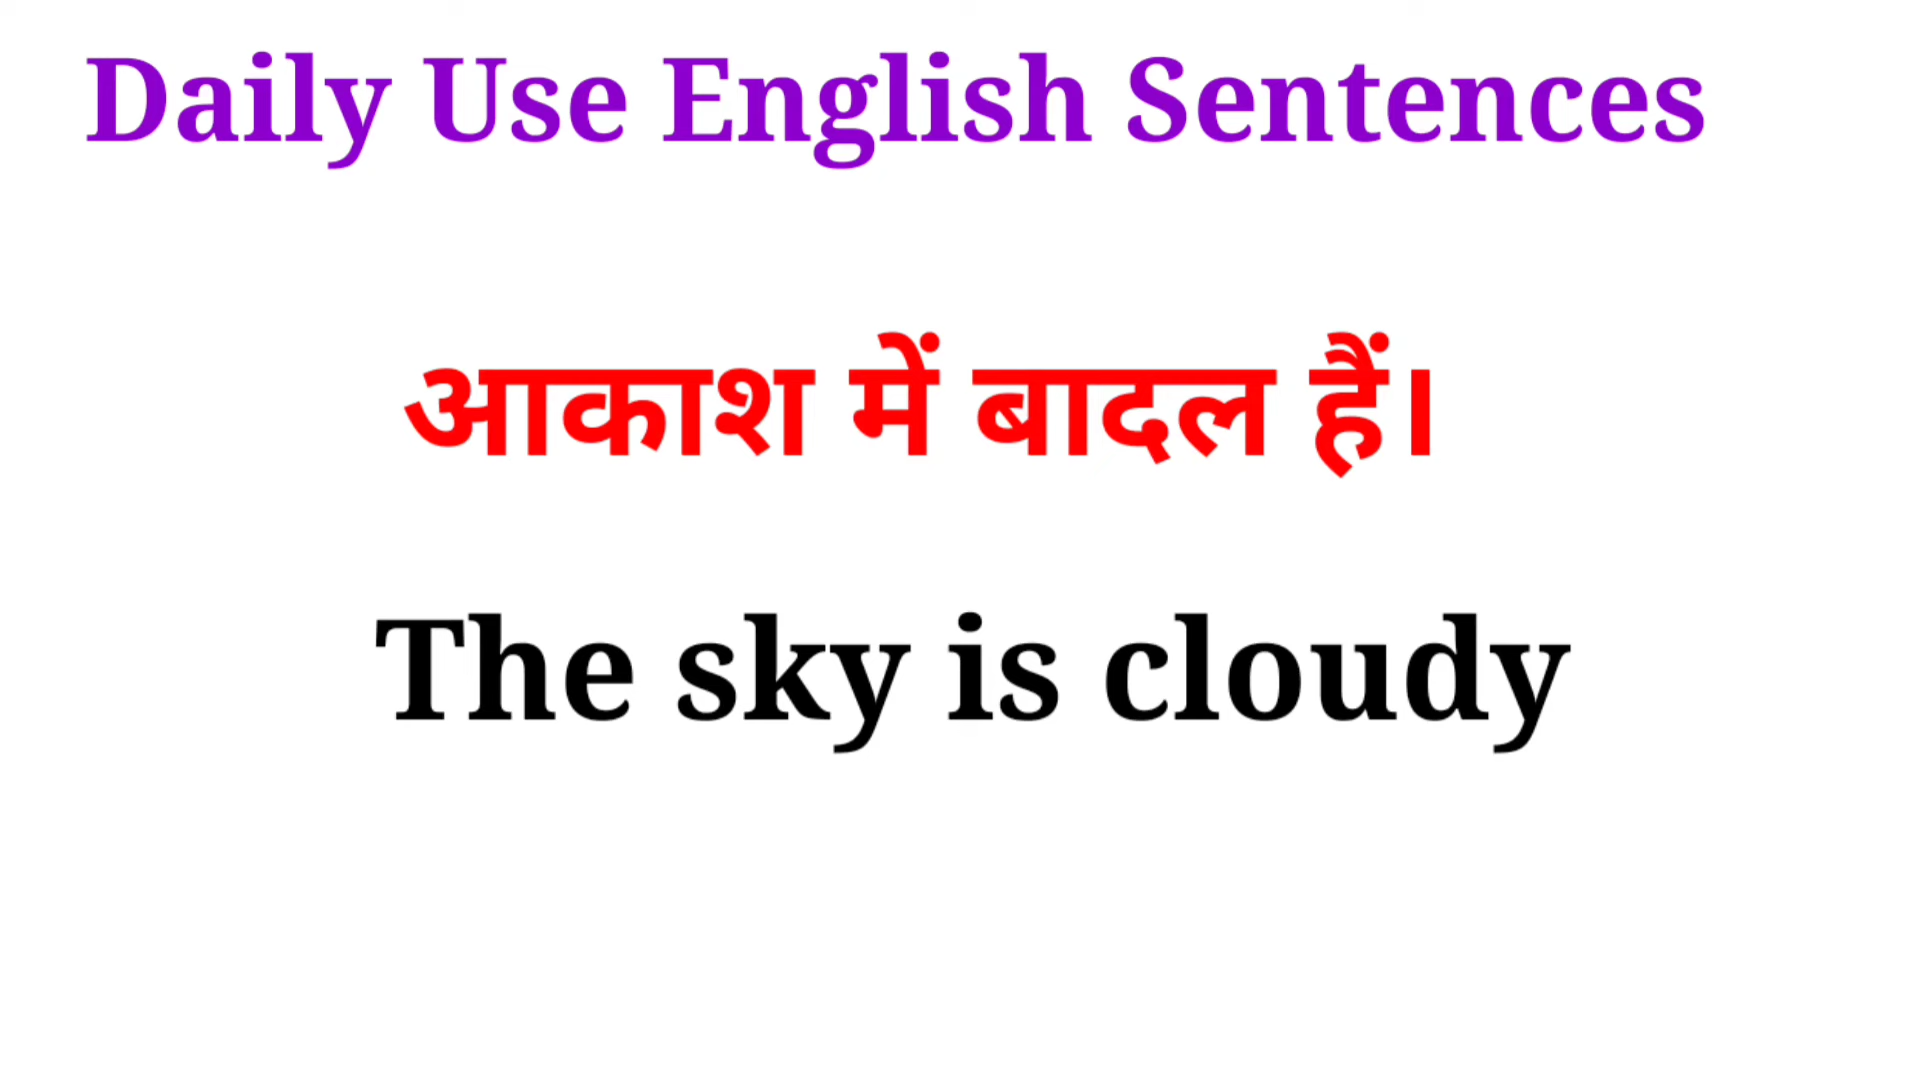 Daily Use English Sentences
आकाश में बादल हैं।
The sky is cloudy